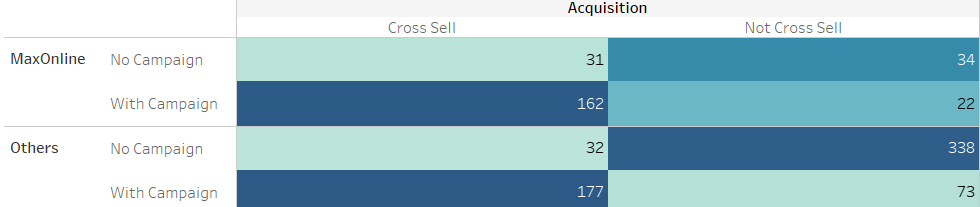 Acquisition
Cross Sell Not Cross Sell
MaxOnline No Campaign 31 34
With Campaign 162 22
Others No Campaign 32 338
With Campaign 177 73